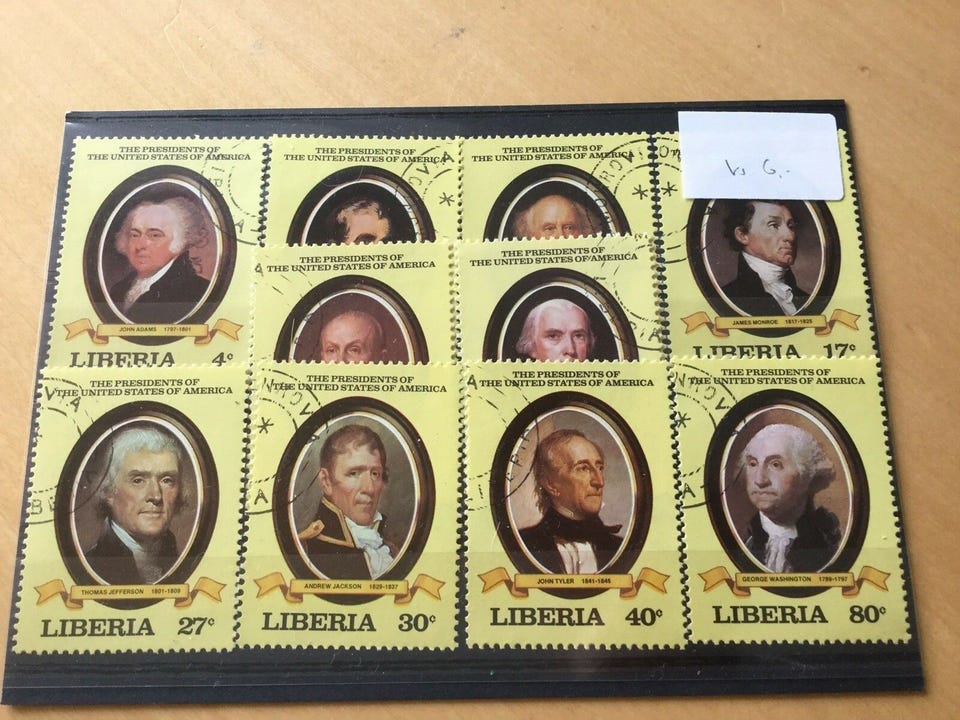 THE PRESIDENTS OF
THE UNITED STATES OF AMERICA
JOHN ADAMS 1797-1801
LIBERIA 4c
THE PRESIDENTS OF
THE UNITED STATES OF AMERICA
THE PRESIDENTS OF
THE UNITED STATES OF AMERICA
JAMES MONROE 1817-1825
LIBERIA 17c
THE PRESIDENTS OF
THE UNITED STATES OF AMERICA
THE PRESIDENTS OF
THE UNITED STATES OF AMERICA
THE PRESIDENTS OF
THE UNITED STATES OF AMERICA
THOMAS JEFFERSON 1801-1809
LIBERIA 27c
THE PRESIDENTS OF
THE UNITED STATES OF AMERICA
ANDREW JACKSON 1829-1837
LIBERIA 30c
THE PRESIDENTS OF
THE UNITED STATES OF AMERICA
JOHN TYLER 1841-1845
LIBERIA 40c
THE PRESIDENTS OF
THE UNITED STATES OF AMERICA
GEORGE WASHINGTON 1789-1797
LIBERIA 80c